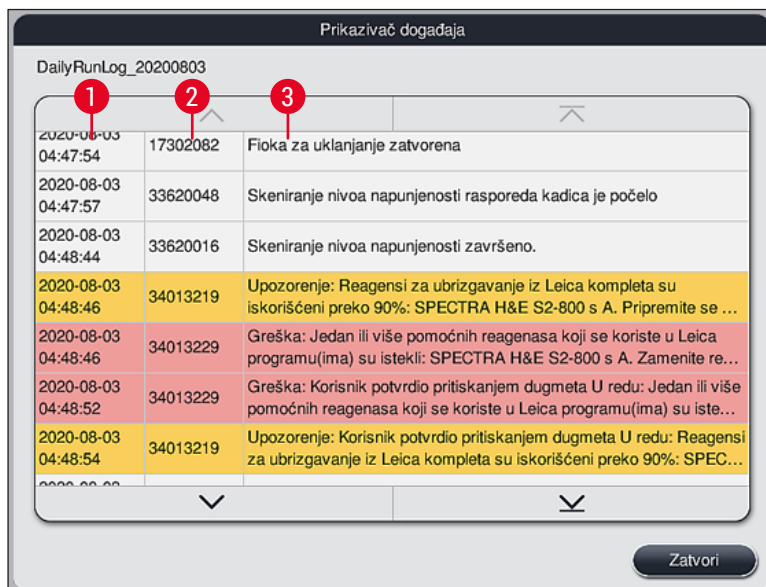 Prikazivač događaja
DailyRunLog_20200803
1
2
3
2020-08-03
04:47:54
17302082
Fioka za uklanjanje zatvorena
2020-08-03
04:47:57
33620048
Skeniranje nivoa napunjenosti rasporeda kadica je počelo
2020-08-03
04:48:44
33620016
Skeniranje nivoa napunjenosti završeno.
2020-08-03
04:48:46
34013219
Upozorenje: Reagensi za ubrizgavanje iz Leica kompleta su
iskorišćeni preko 90%: SPECTRA H&E S2-800 s A. Pripremite se ...
2020-08-03
04:48:46
34013229
Greška: Jedan ili više pomoćnih reagenasa koji se koriste u Leica
programu(ima) su istekli: SPECTRA H&E S2-800 s A. Zamenite re...
2020-08-03
04:48:52
34013229
Greška: Korisnik potvrdio pritiskanjem dugmeta U redu: Jedan ili više
pomoćnih reagenasa koji se koriste u Leica programu(ima) su iste...
2020-08-03
04:48:54
34013219
Upozorenje: Korisnik potvrdio pritiskanjem dugmeta U redu: Reagensi
za ubrizgavanje iz Leica kompleta su iskorišćeni preko 90%: SPEC...
Zatvori